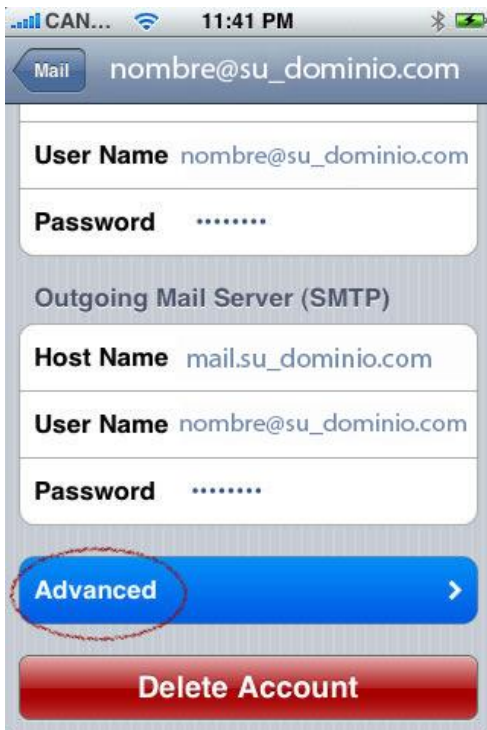 CAN... 11:41 PM
Mail nombre@su_dominio.com
User Name nombre@su_dominio.com
Password ••••••••
Outgoing Mail Server (SMTP)
Host Name mail.su_dominio.com
User Name nombre@su_dominio.com
Password ••••••••
Advanced
Delete Account